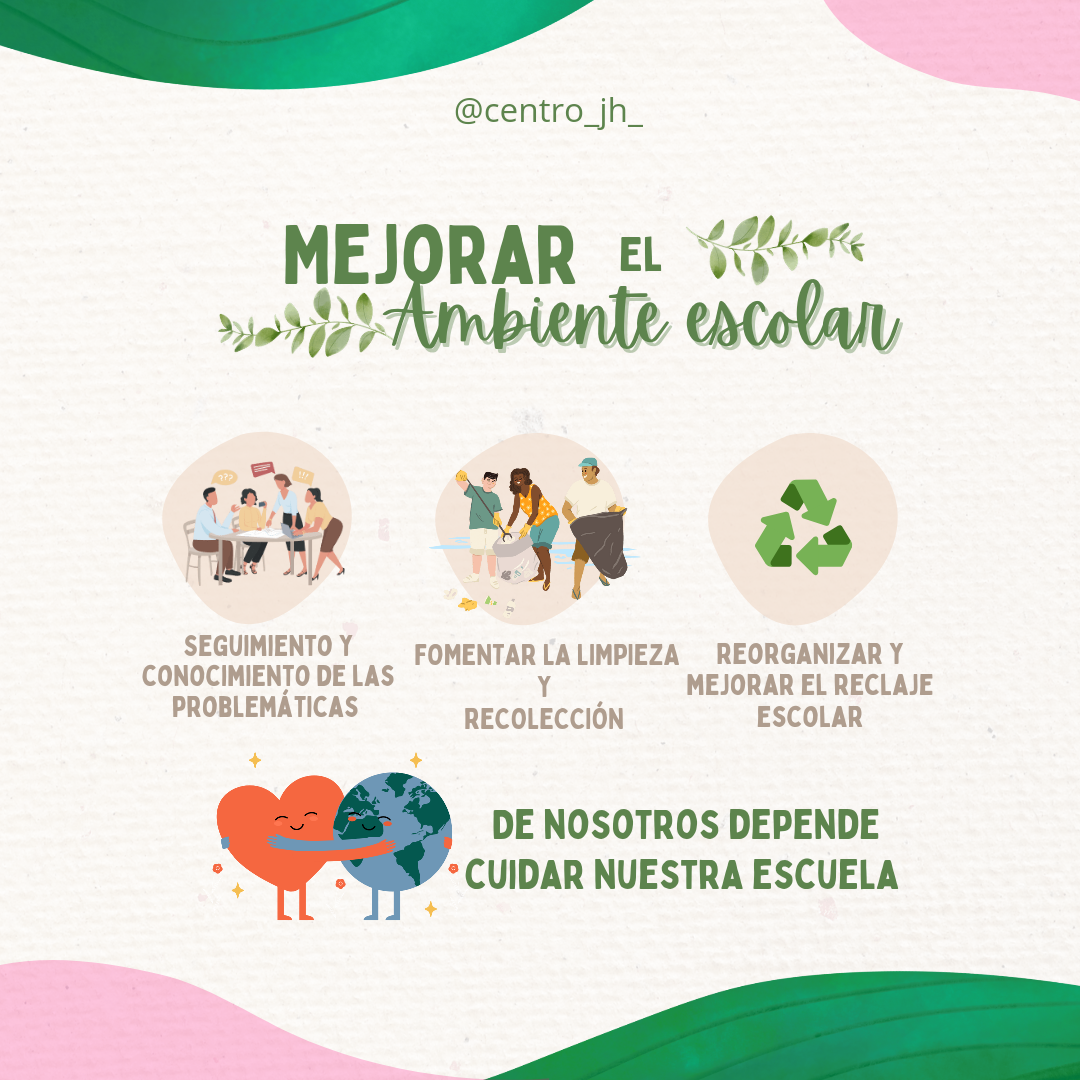 @centro_jh_
MEJORAR EL
Ambiente escolar
???
!!!
SEGUIMIENTO Y
CONOCIMIENTO DE LAS
PROBLEMÁTICAS
FOMENTAR LA LIMPIEZA
Y
RECOLECCIÓN
REORGANIZAR Y
MEJORAR EL RECLAJE
ESCOLAR
DE NOSOTROS DEPENDE
CUIDAR NUESTRA ESCUELA